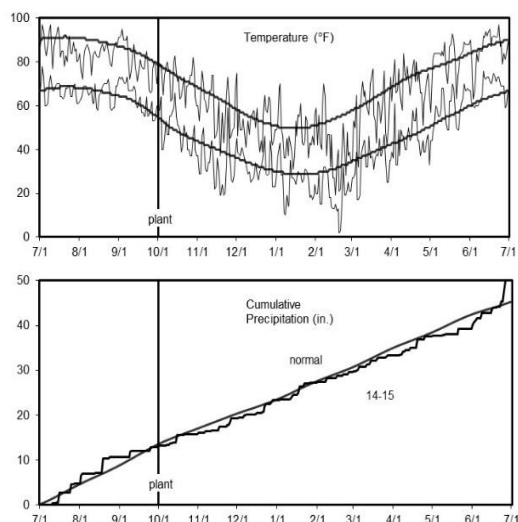 100
Temperature (°F)
80
60
40
20
plant
0
7/1 8/1 9/1 10/1 11/1 12/1 1/1 2/1 3/1 4/1 5/1 6/1 7/1
50
Cumulative
Precipitation (in.)
40
normal
30
14-15
20
10
plant
0
7/1 8/1 9/1 10/1 11/1 12/1 1/1 2/1 3/1 4/1 5/1 6/1 7/1